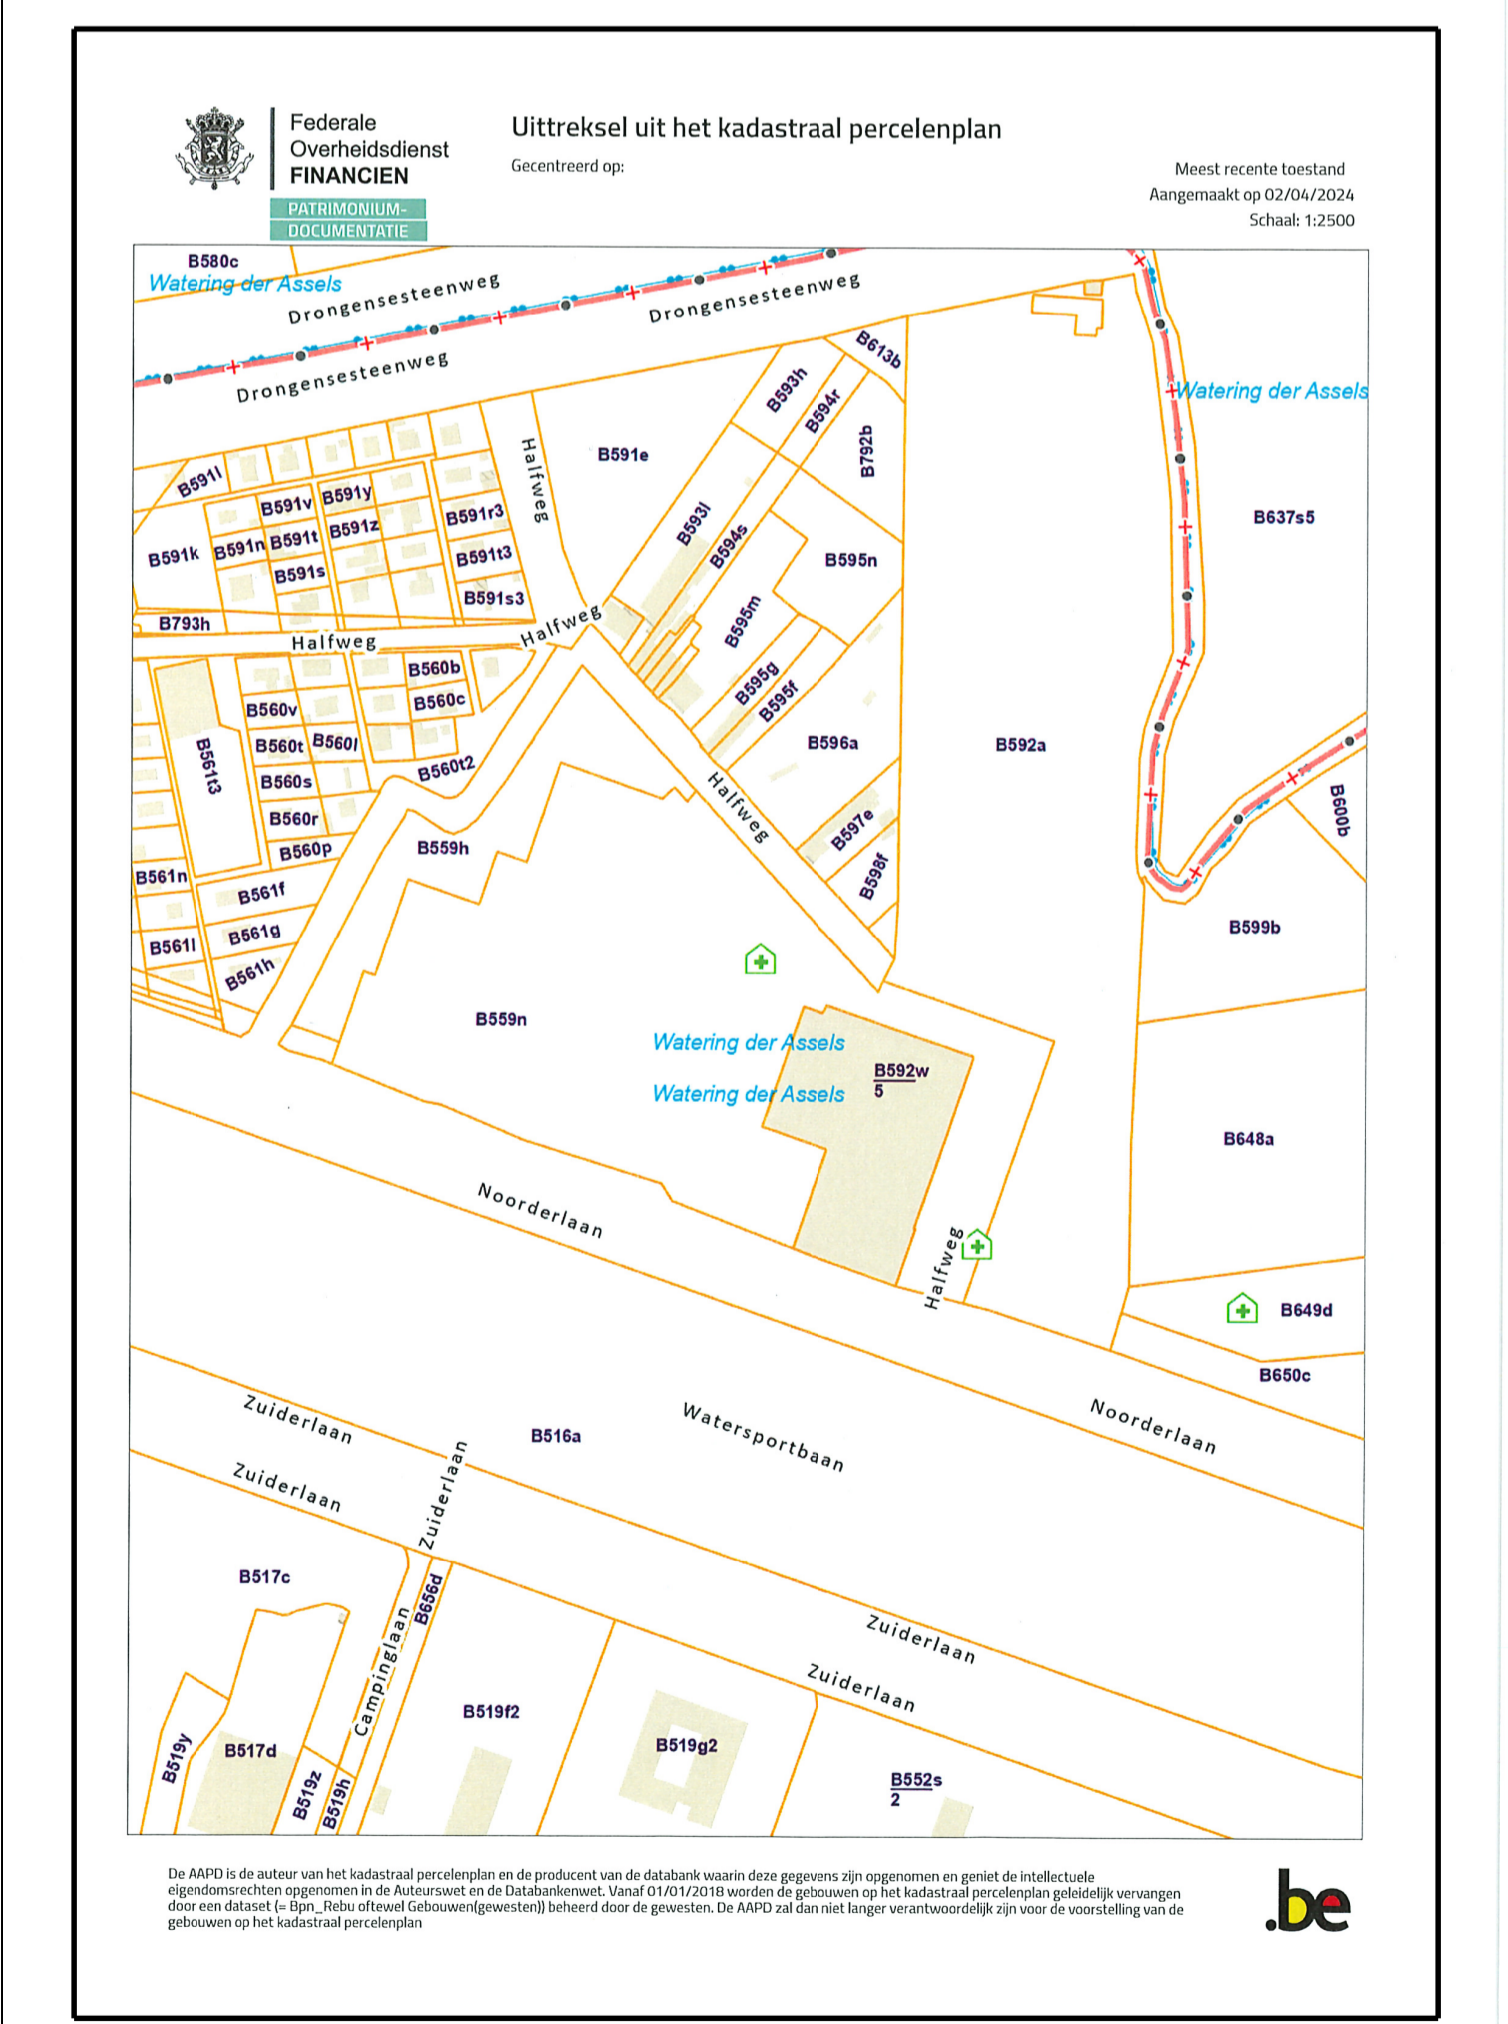 Federale
Overheidsdienst
FINANCIEN
PATRIMONIUM-
DOCUMENTATIE
Uittreksel uit het kadastraal percelenplan
Gecentreerd op:
Meest recente toestand
Aangemaakt op 02/04/2024
Schaal: 1:2500
B580c
Watering der Assels
Drongensesteenweg
Drongensesteenweg
Drongensesteenweg
B613b
B593h
B594r
Watering der Assels
B792b
B591e
Halfweg
B591l
B591v
B591y
B591r3
B637s5
B593l
B594s
B591k
B591n
B591t
B591z
B591t3
B595n
B591s
B591s3
B793h
Halfweg
Halfweg
B595m
B560b
B595g
B595f
B560v
B560c
B560t
B560l
B596a
B592a
B561t3
B560s
B560t2
Halfweg
B600b
B560r
B597e
B560p
B559h
B561n
B598f
B561f
B561g
B599b
B561l
B561h
B559n
Watering der Assels
B592w
5
Watering der Assels
B648a
Noorderlaan
Halfweg
B649d
B650c
Zuiderlaan
Watersportbaan
Noorderlaan
B516a
Zuiderlaan
Zuiderlaan
B517c
B656d
Zuiderlaan
Campinglaan
Zuiderlaan
B519f2
B519y
B517d
B519g2
B519z
B519h
B552s
2
De AAPD is de auteur van het kadastraal percelenplan en de producent van de databank waarin deze gegevens zijn opgenomen en geniet de intellectuele
eigendomsrechten opgenomen in de Auteurswet en de Databankenwet. Vanaf 01/01/2018 worden de gebouwen op het kadastraal percelenplan geleidelijk vervangen
door een dataset (= Bpn_Rebu oftewel Gebouwen(gewesten)) beheerd door de gewesten. De AAPD zal dan niet langer verantwoordelijk zijn voor de voorstelling van de
gebouwen op het kadastraal percelenplan
.be